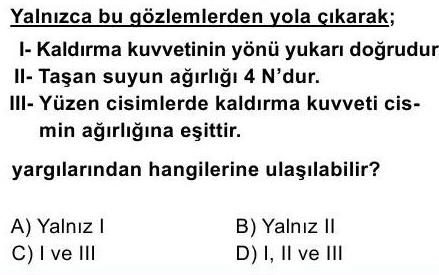 Yalnızca bu gözlemlerden yola çıkarak;
I- Kaldırma kuvvetinin yönü yukarı doğrudur
II- Taşan suyun ağırlığı 4 N'dur.
III- Yüzen cisimlerde kaldırma kuvveti cis-
min ağırlığına eşittir.
yargılarından hangilerine ulaşılabilir?
A) Yalnız I B) Yalnız II
C) I ve III D) I, II ve III